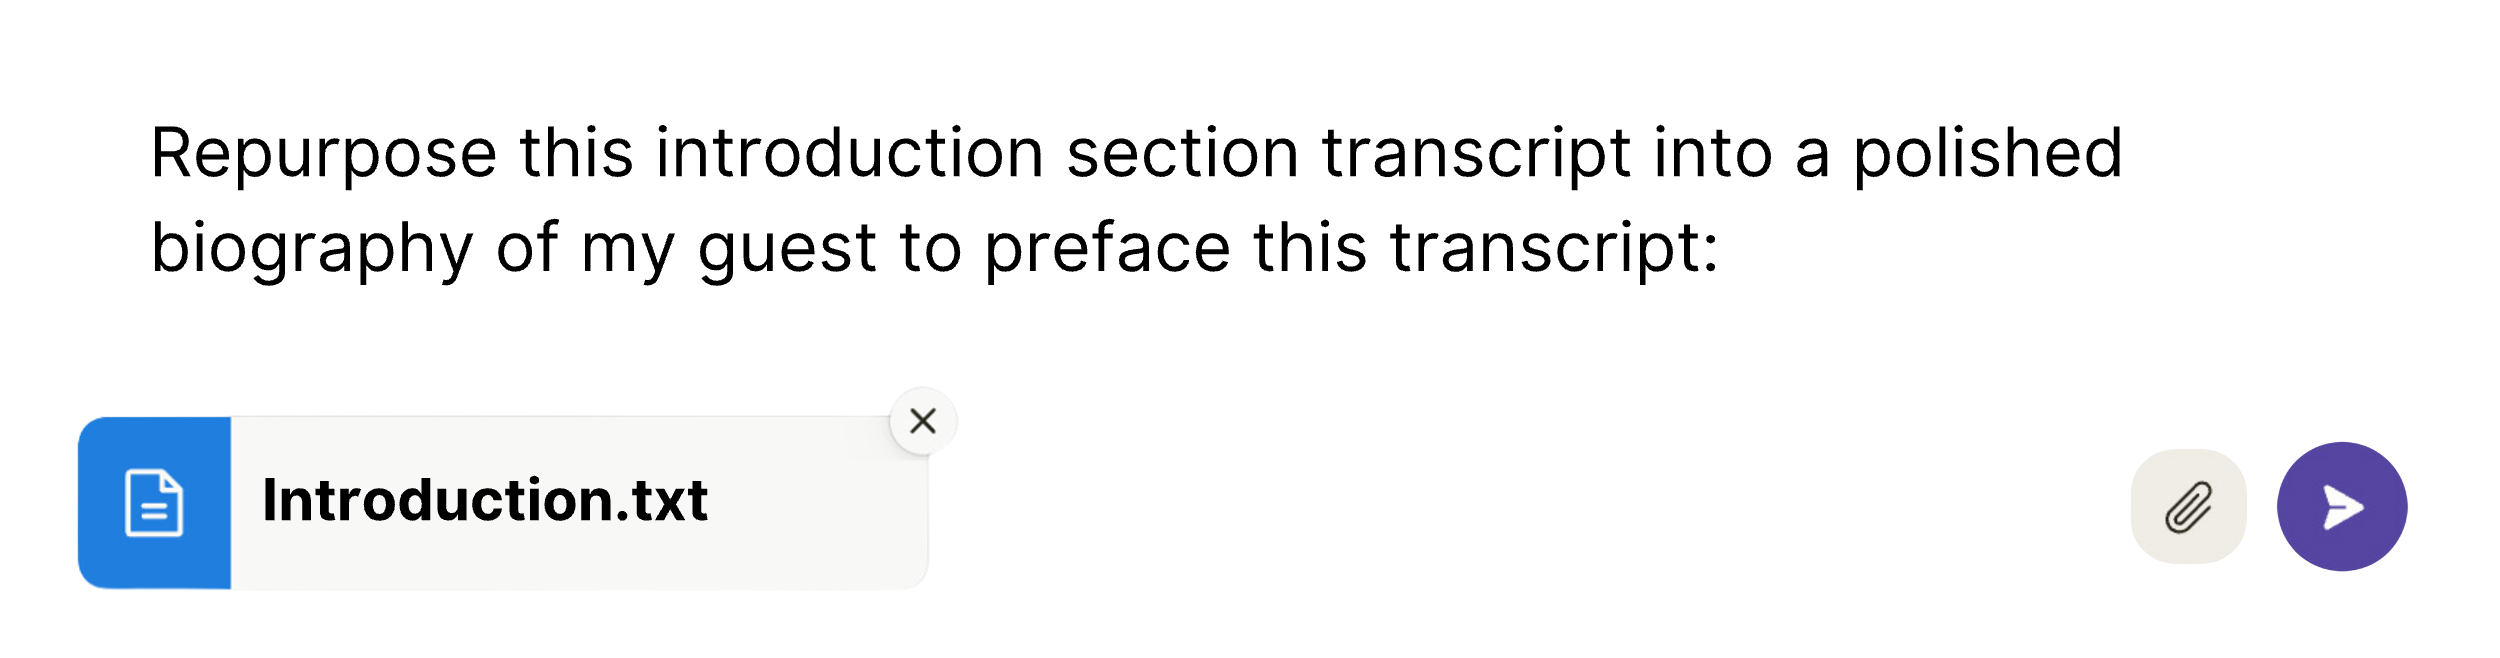 Repurpose this introduction section transcript into a polished
biography of my guest to preface this transcript:
Introduction.txt